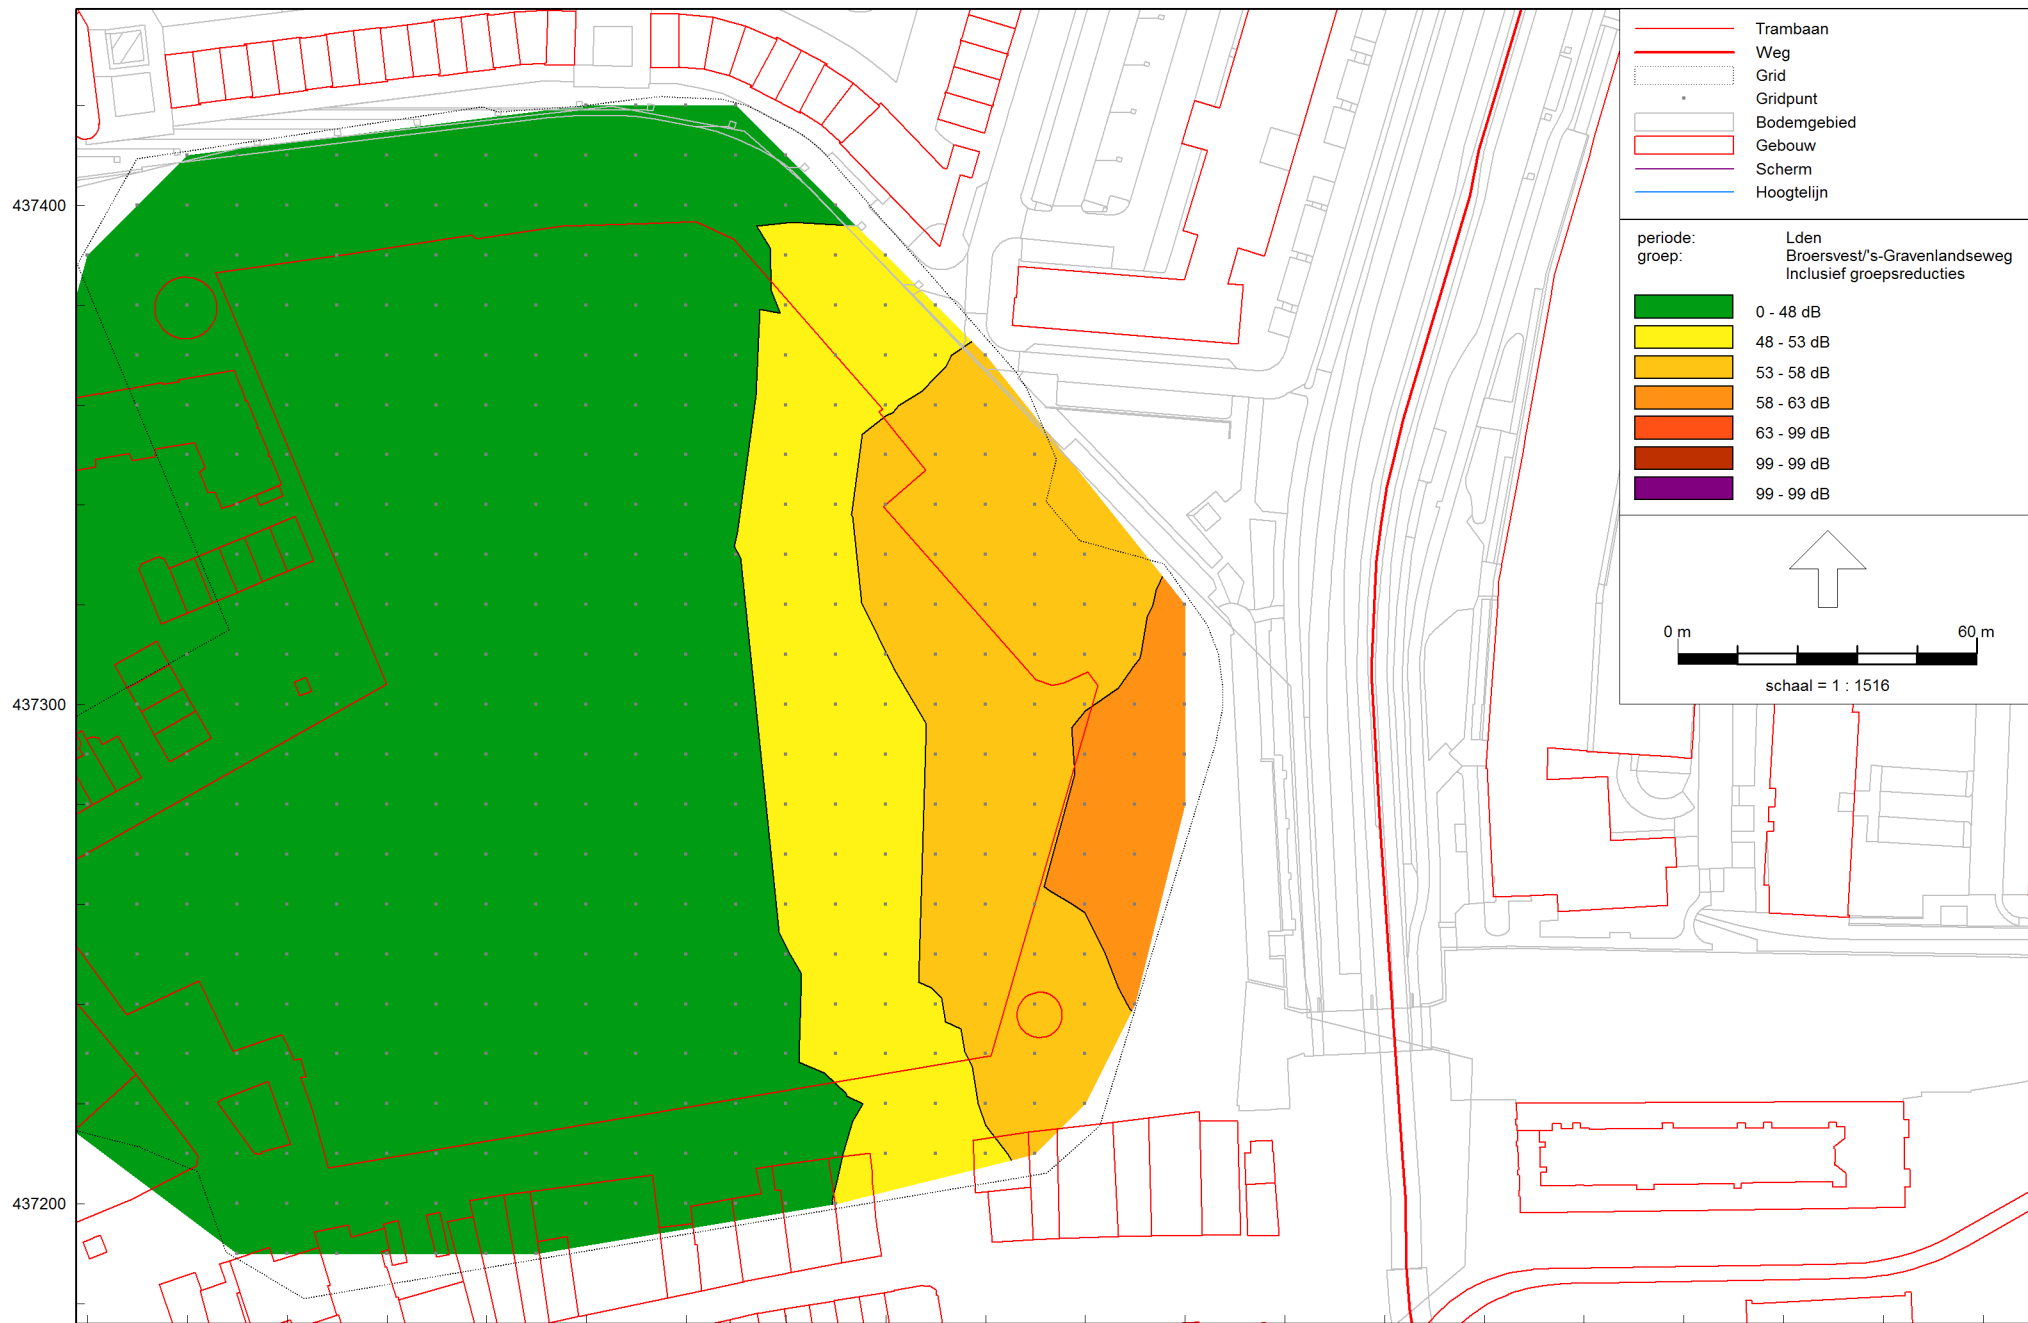 Trambaan
Weg
Grid
Gridpunt
Bodemgebied
Gebouw
Scherm
Hoogtelijn
periode: Lden
groep: Broersvest/'s-Gravenlandseweg
Inclusief groepsreducties
0 - 48 dB
48 - 53 dB
53 - 58 dB
58 - 63 dB
63 - 99 dB
99 - 99 dB
99 - 99 dB
0 m 60 m
schaal = 1 : 1516
437400
437300
437200